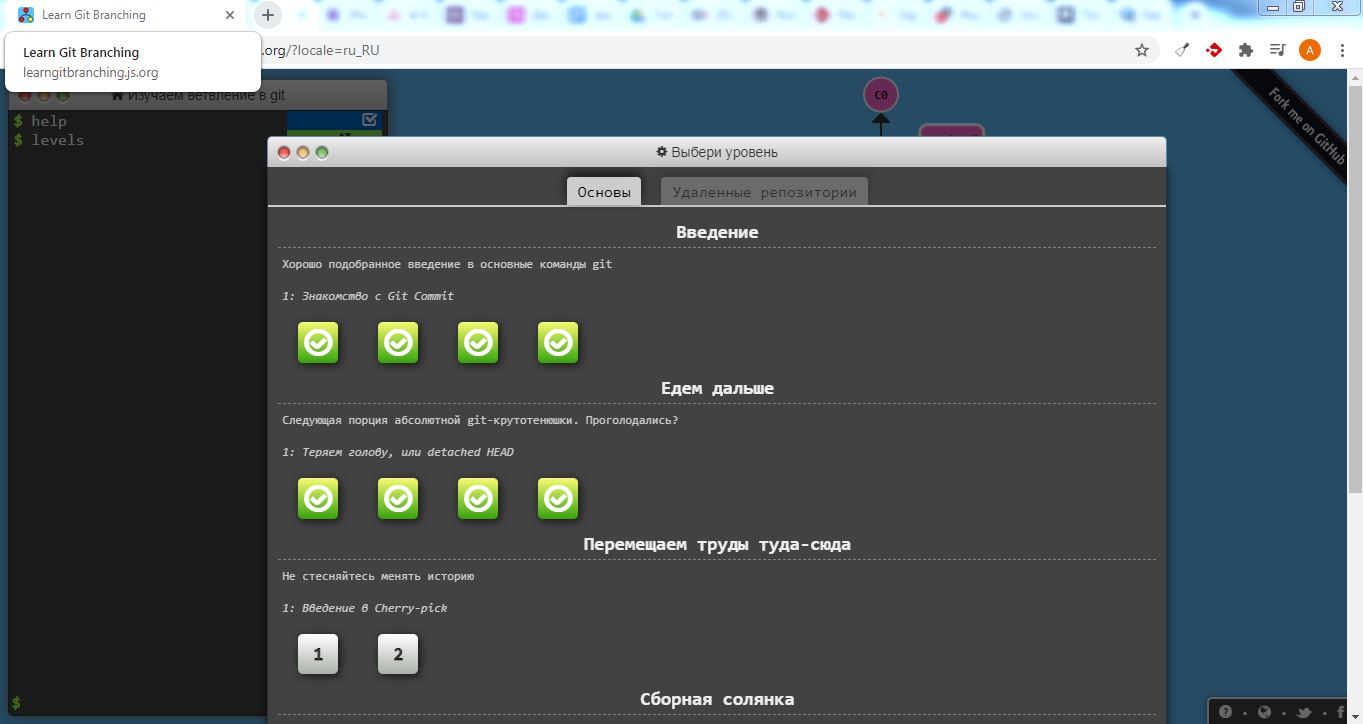 Learn Git Branching
Learn Git Branching
learngitbranching.js.org
.org/?locale=ru_RU
A
Изучаем ветвление в git
$ help
$ levels
C0
Fork me on GitHub
Выбери уровень
Основы
Удаленные репозитории
Введение
Хорошо подобранное введение в основные команды git
1: Знакомство с Git Commit
Едем дальше
Следующая порция абсолютной git-крутотенюшки. Проголодались?
1: Теряем голову, или detached HEAD
Перемещаем труды туда-сюда
Не стесняйтесь менять историю
1: Введение в Cherry-pick
1 2
Сборная солянка
$